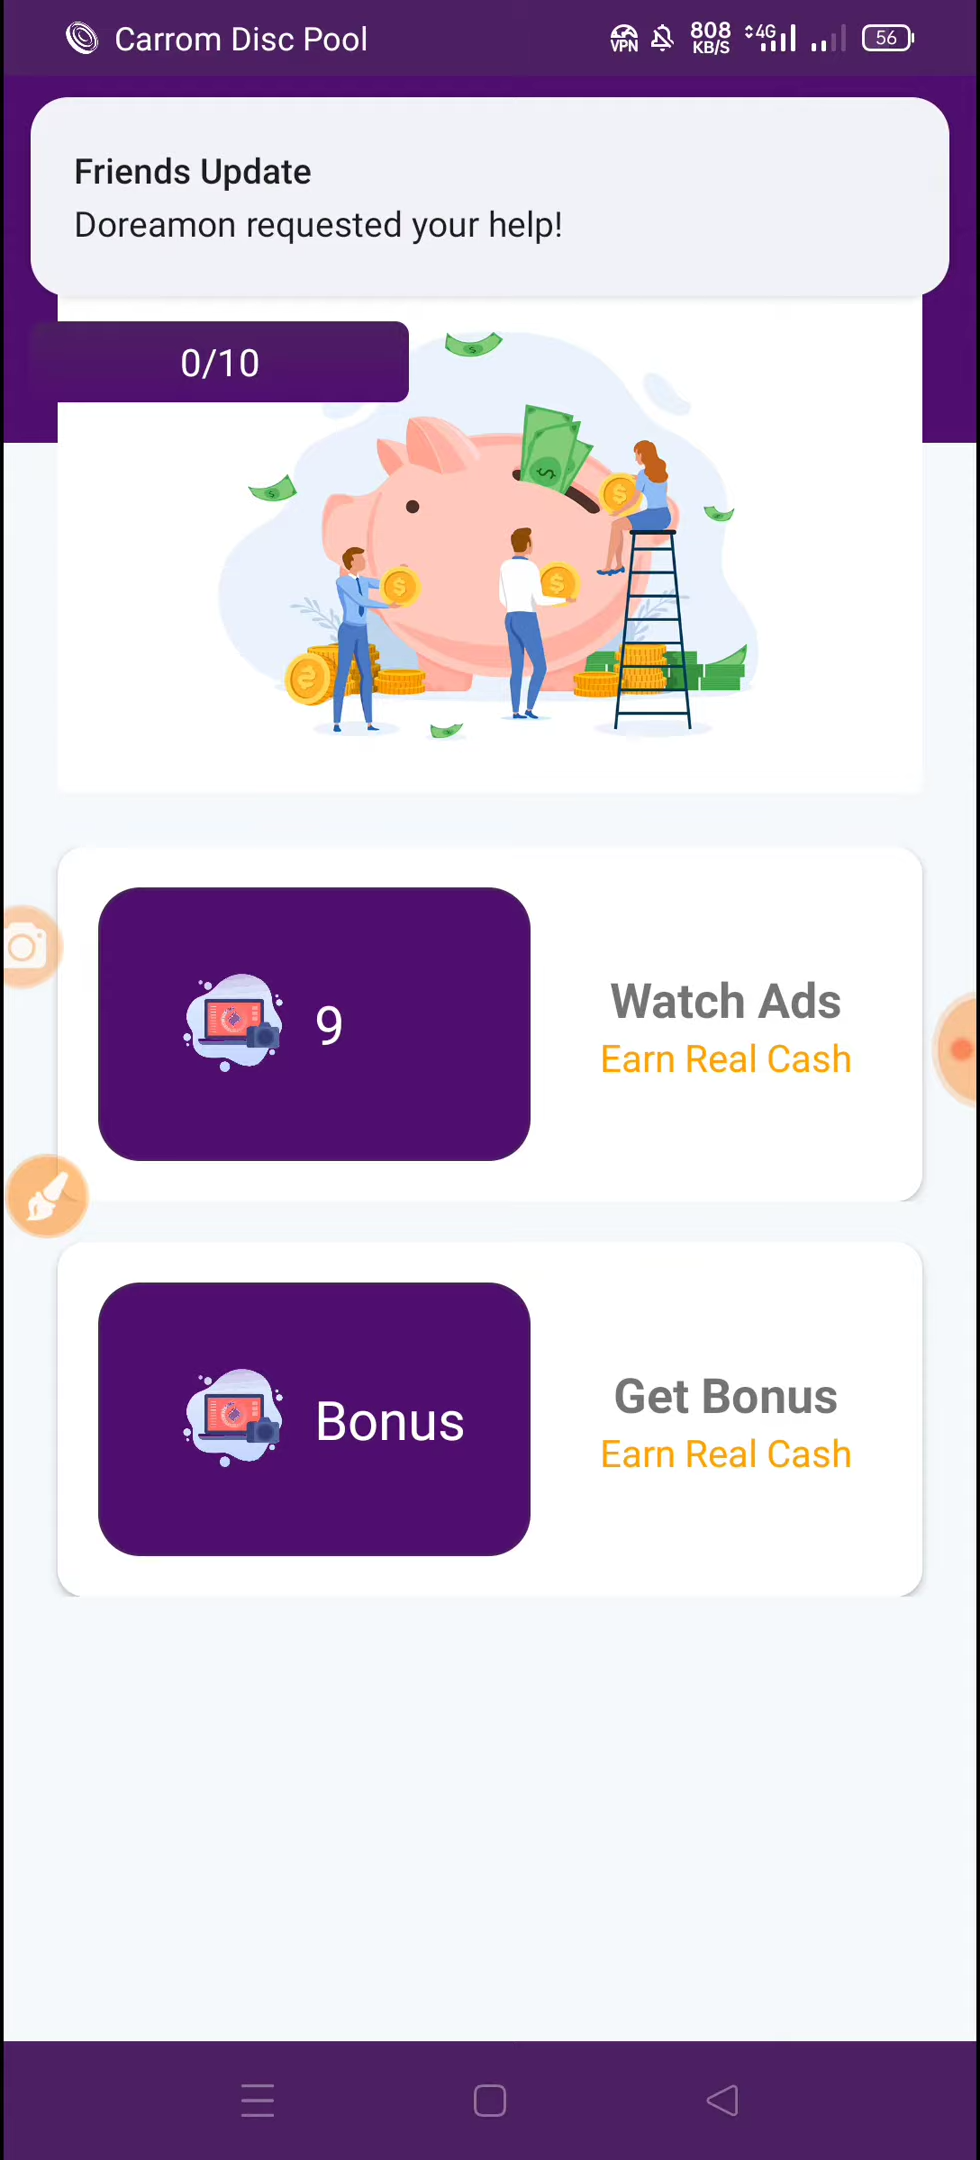 Carrom Disc Pool
VPN 808 KB/S 4G 56
Friends Update
Doreamon requested your help!
0/10
9
Watch Ads
Earn Real Cash
Bonus
Get Bonus
Earn Real Cash